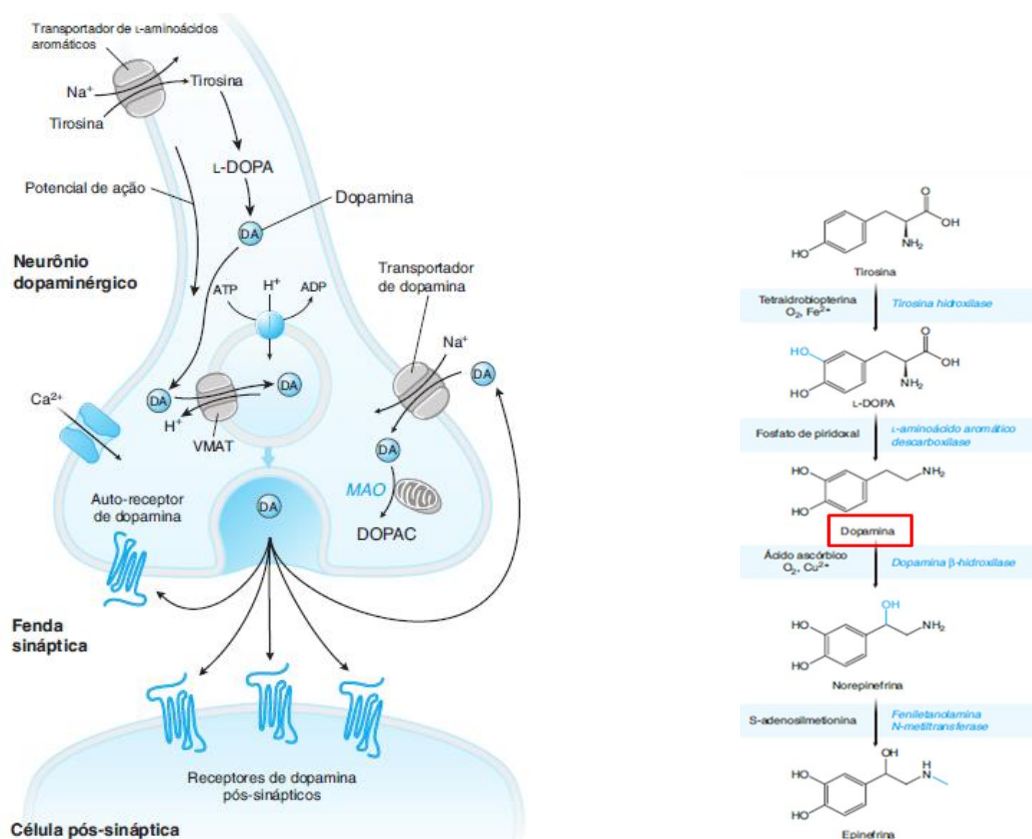 Transportador de L-aminoácidos
aromáticos
Na+
Tirosina
Tirosina
L-DOPA
Potencial de ação
Dopamina
DA
Neurônio
dopaminérgico
Transportador
de dopamina
ATP
H+
ADP
Na+
DA
Ca2+
DA
DA
H+
VMAT
DA
MAO
DOPAC
Auto-receptor
de dopamina
DA
Fenda
sináptica
Receptores de dopamina
pós-sinápticos
Célula pós-sináptica
O
OH
HO
NH2
Tirosina
Tetraidrobiopterina
O2, Fe2+
Tirosina hidroxilase
O
HO
OH
HO
NH2
L-DOPA
Fosfato de piridoxal
L-aminoácido aromático
descarboxilase
HO
NH2
HO
Dopamina
Ácido ascórbico
O2, Cu2+
Dopamina β-hidroxilase
OH
HO
NH2
HO
Norepinefrina
S-adenosilmetionina
Feniletanolamina
N-metiltransferase
OH
H
HO
N
HO
Epinefrina